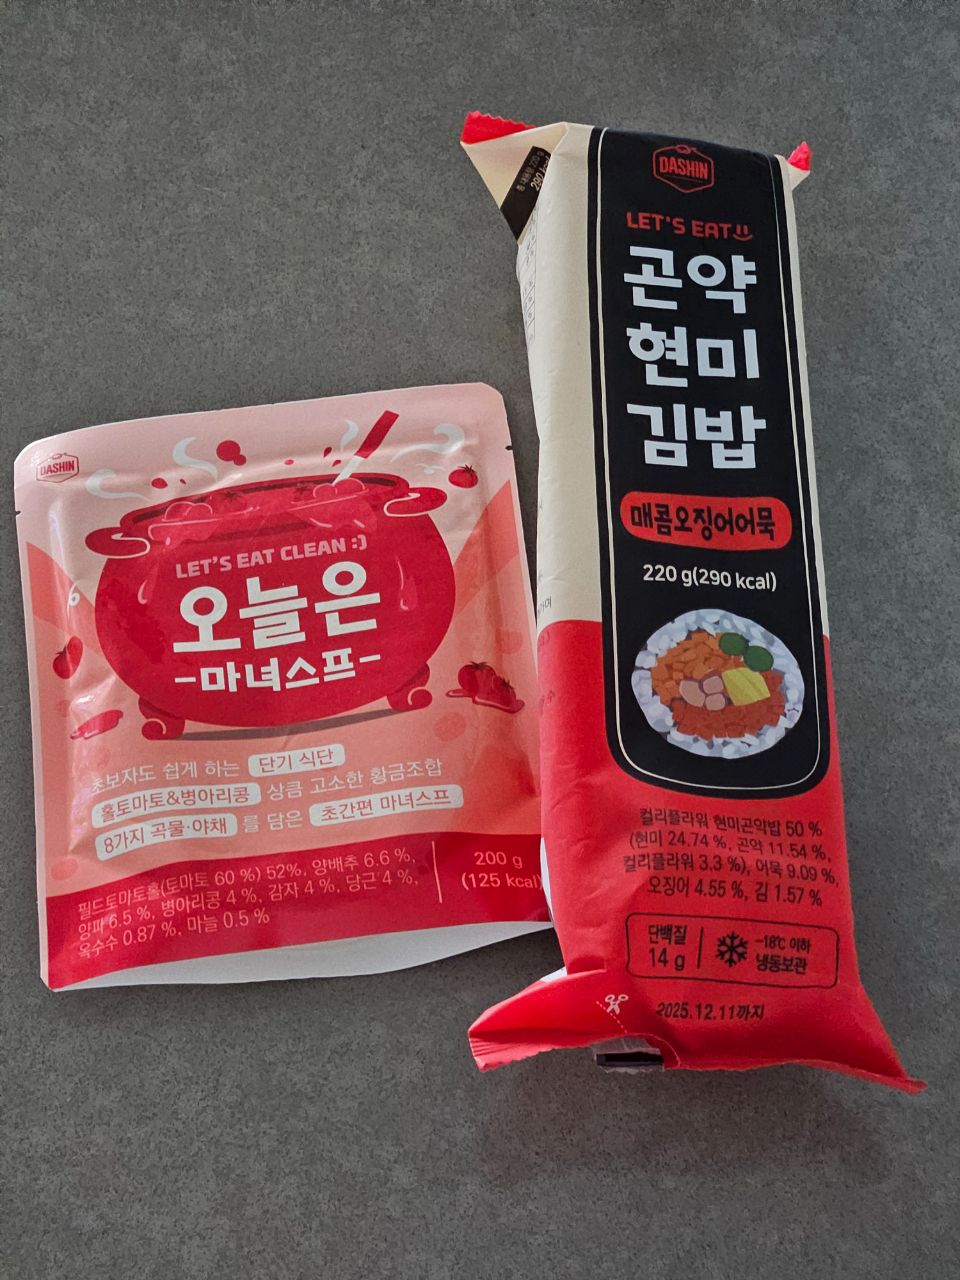 DASHIN
LET'S EAT CLEAN :)
오늘은
-마녀스프-
초보자도 쉽게 하는 단기 식단
홀토마토&병아리콩 상큼 고소한 황금조합
8가지 곡물·야채 를 담은 초간편 마녀스프
필드토마토홀(토마토 60 %) 52%, 양배추 6.6 %,
양파 6.5 %, 병아리콩 4 %, 감자 4 %, 당근 4 %,
옥수수 0.87 %, 마늘 0.5 %
200 g
(125 kcal)
총 내용량 220 g
290 kcal
DASHIN
LET'S EAT
곤약
현미
김밥
매콤오징어어묵
220 g(290 kcal)
컬리플라워 현미곤약밥 50 %
(현미 24.74 %, 곤약 11.54 %,
컬리플라워 3.3 %), 어묵 9.09 %,
오징어 4.55 %, 김 1.57 %
단백질
14 g
-18℃ 이하
냉동보관
2025.12.11까지